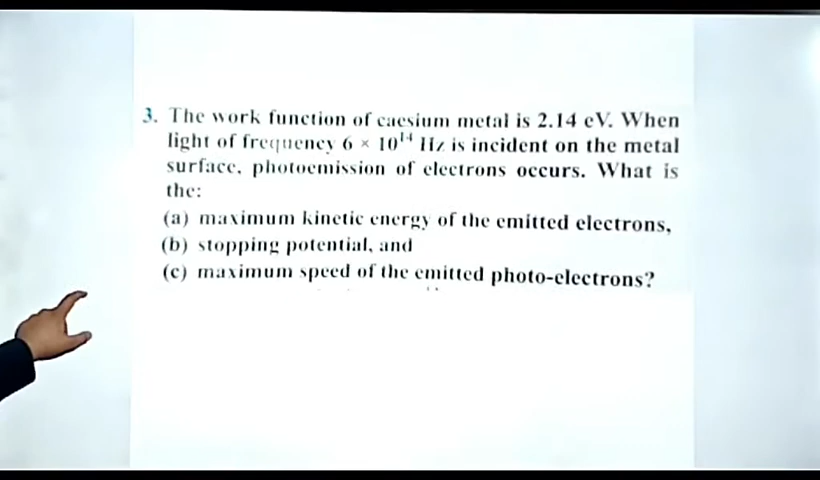 3. The work function of caesium metal is 2.14 eV. When
light of frequency 6 × 10¹⁴ Hz is incident on the metal
surface, photoemission of electrons occurs. What is
the:
(a) maximum kinetic energy of the emitted electrons,
(b) stopping potential, and
(c) maximum speed of the emitted photo-electrons?